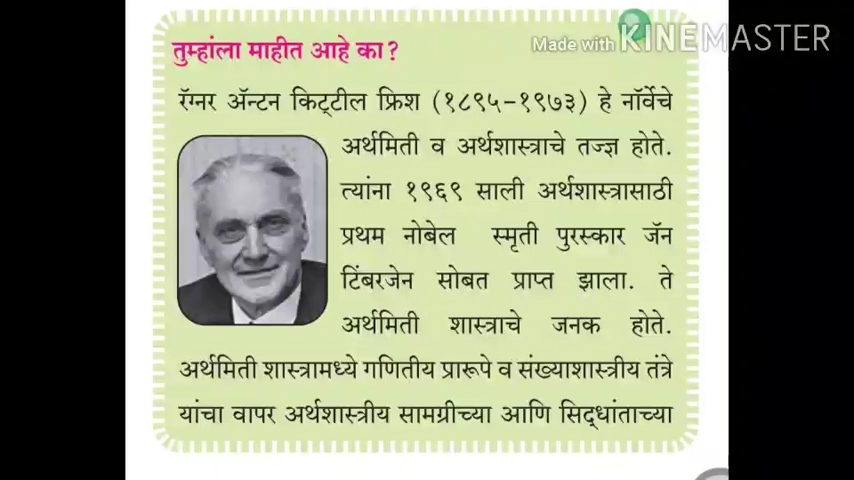 Made with KINEMASTER
तुम्हांला माहीत आहे का?
रॅग्नर ॲन्टन किट्टील फ्रिश (१८९५-१९७३) हे नॉर्वेचे
अर्थमिती व अर्थशास्त्राचे तज्ज्ञ होते.
त्यांना १९६९ साली अर्थशास्त्रासाठी
प्रथम नोबेल स्मृती पुरस्कार जॅन
टिंबरजेन सोबत प्राप्त झाला. ते
अर्थमिती शास्त्राचे जनक होते.
अर्थमिती शास्त्रामध्ये गणितीय प्रारूपे व संख्याशास्त्रीय तंत्रे
यांचा वापर अर्थशास्त्रीय सामग्रीच्या आणि सिद्धांताच्या